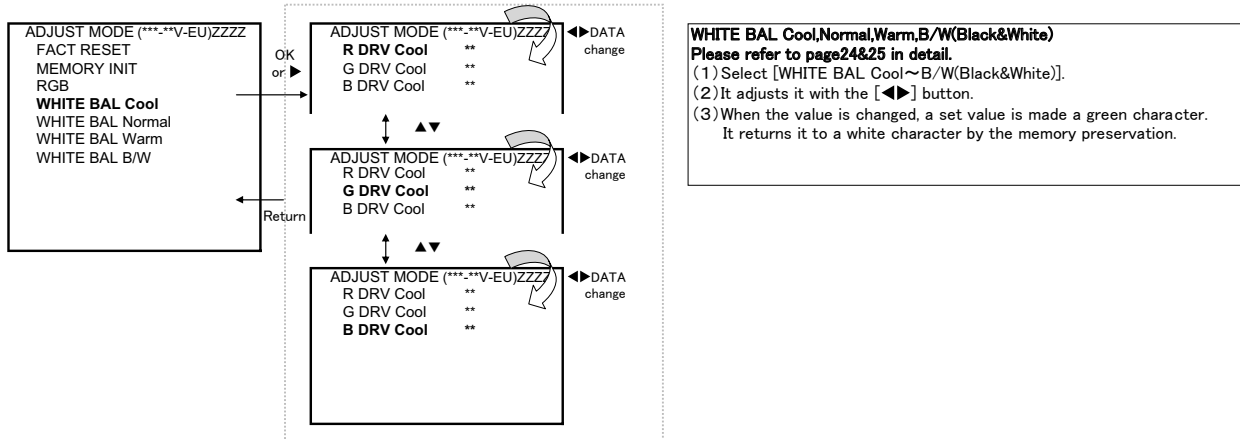 ADJUST MODE (***-**V-EU)ZZZZ
FACT RESET
MEMORY INIT
RGB
WHITE BAL Cool
WHITE BAL Normal
WHITE BAL Warm
WHITE BAL B/W
OK
or ▶
Return
ADJUST MODE (***-**V-EU)ZZZZ
R DRV Cool **
G DRV Cool **
B DRV Cool **
◀▶DATA
change
▲▼
ADJUST MODE (***-**V-EU)ZZZZ
R DRV Cool **
G DRV Cool **
B DRV Cool **
◀▶DATA
change
▲▼
ADJUST MODE (***-**V-EU)ZZZZ
R DRV Cool **
G DRV Cool **
B DRV Cool **
◀▶DATA
change
WHITE BAL Cool,Normal,Warm,B/W(Black&White)
Please refer to page24&25 in detail.
(1)Select [WHITE BAL Cool～B/W(Black&White)].
(2)It adjusts it with the [◀▶] button.
(3)When the value is changed, a set value is made a green character.
It returns it to a white character by the memory preservation.